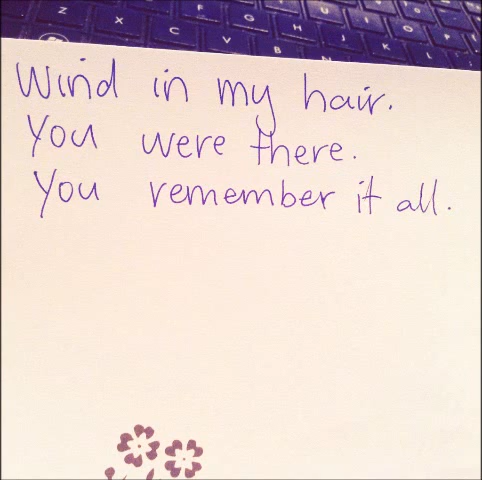 Wind in my hair.
You were there.
You remember it all.